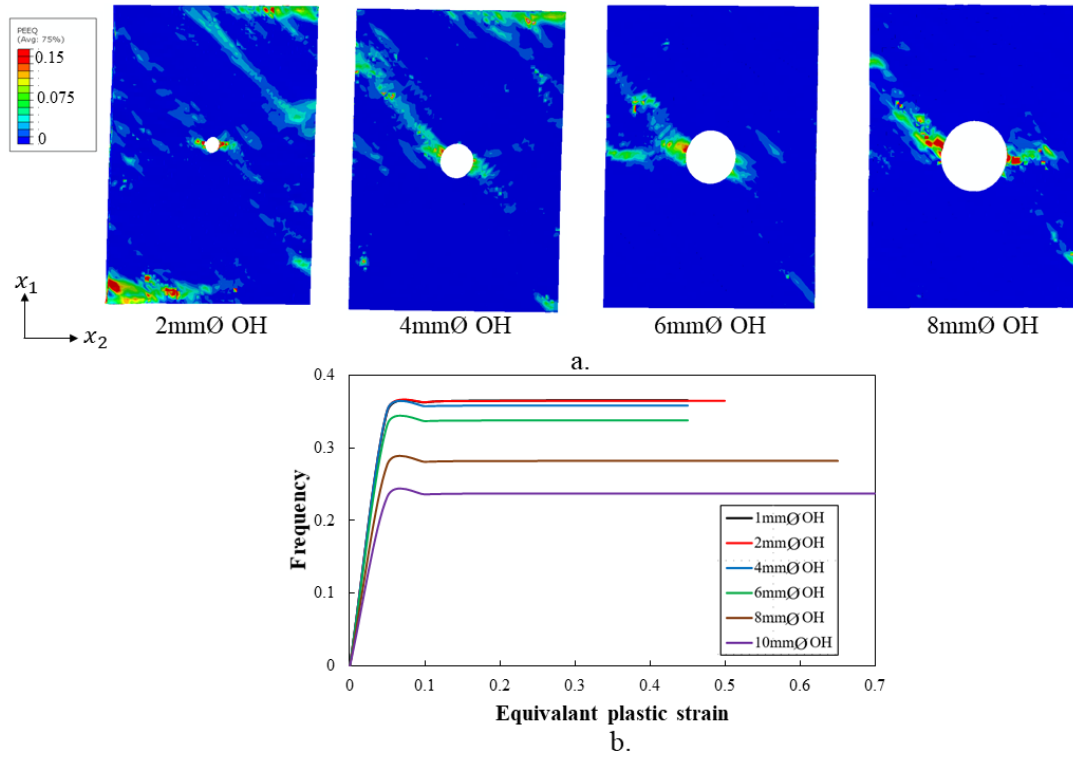 PEEQ
(Avg: 75%)
0.15
0.075
0
x₁
x₂
2mmØ OH
4mmØ OH
6mmØ OH
8mmØ OH
a.
0.4
0.3
0.2
0.1
0
Frequency
1mmØ OH
2mmØ OH
4mmØ OH
6mmØ OH
8mmØ OH
10mmØ OH
0 0.1 0.2 0.3 0.4 0.5 0.6 0.7
Equivalant plastic strain
b.